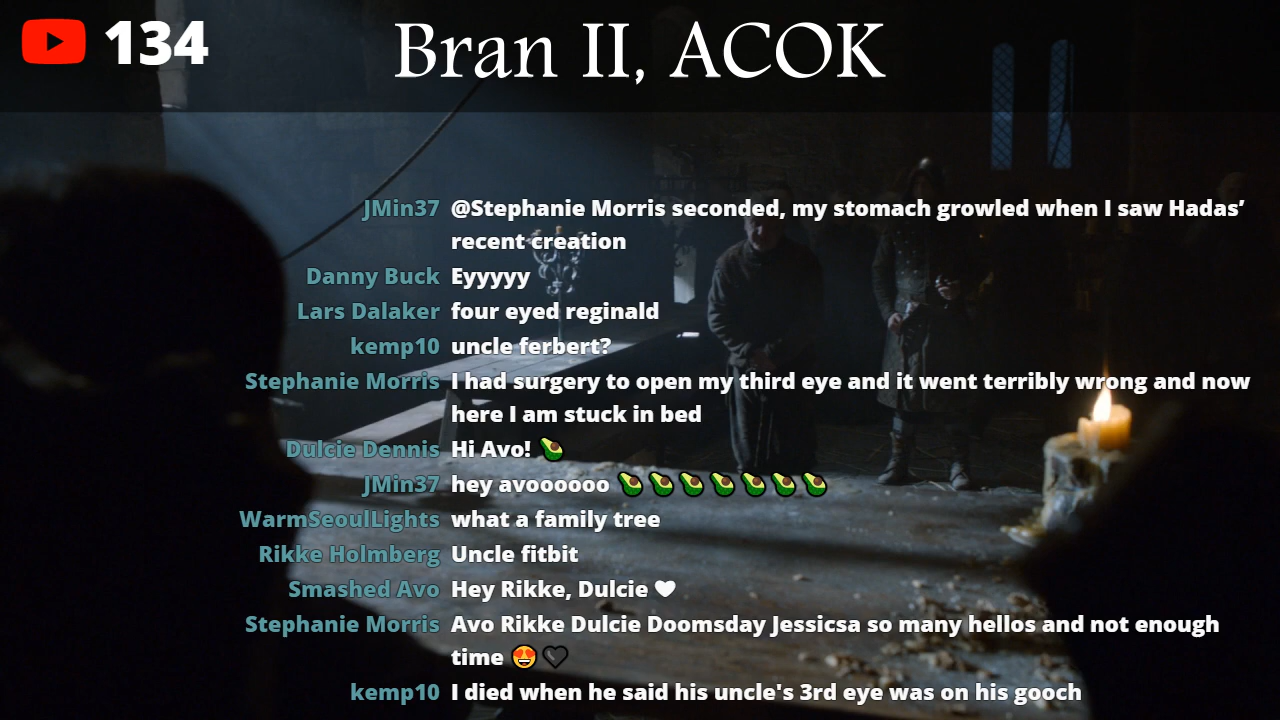 134
Bran II, ACOK
JMin37 @Stephanie Morris seconded, my stomach growled when I saw Hadas’
recent creation
Danny Buck Eyyyyy
Lars Dalaker four eyed reginald
kemp10 uncle ferbert?
Stephanie Morris I had surgery to open my third eye and it went terribly wrong and now
here I am stuck in bed
Dulcie Dennis Hi Avo! 🥑
JMin37 hey avoooooo 🥑🥑🥑🥑🥑🥑🥑
WarmSeoulLights what a family tree
Rikke Holmberg Uncle fitbit
Smashed Avo Hey Rikke, Dulcie 🤍
Stephanie Morris Avo Rikke Dulcie Doomsday Jessicsa so many hellos and not enough
time 😍🖤
kemp10 I died when he said his uncle's 3rd eye was on his gooch